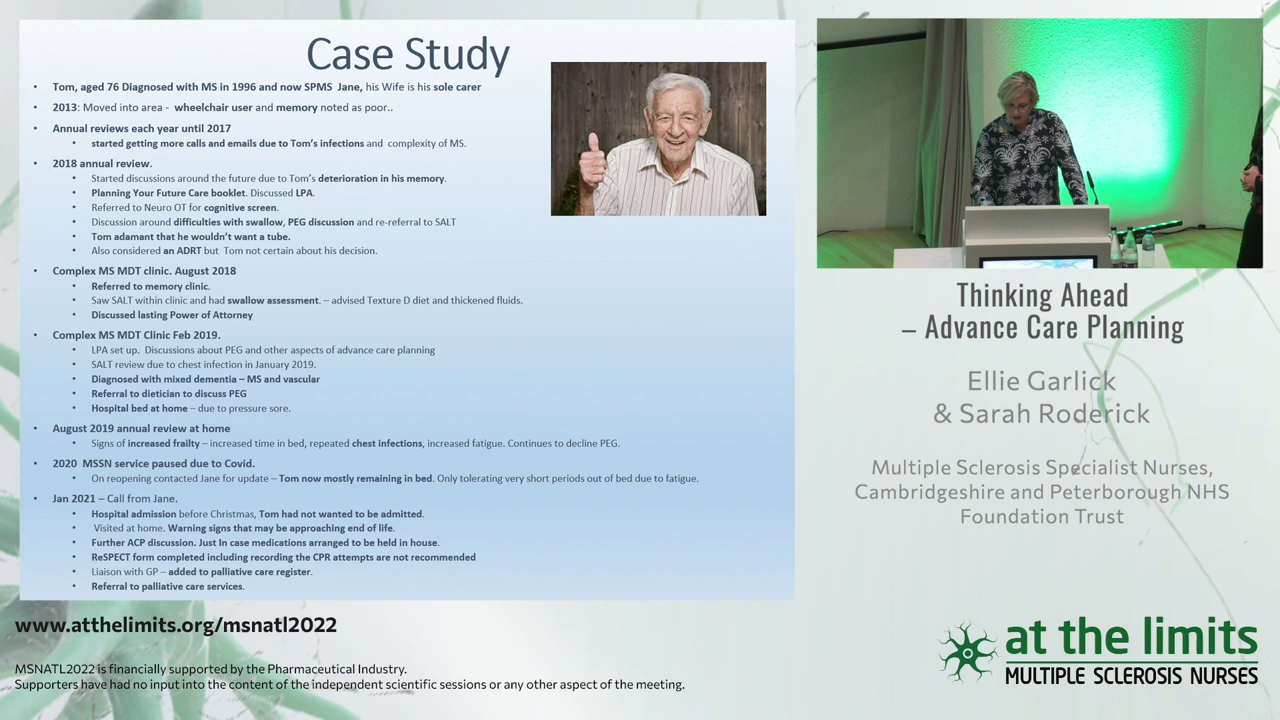 Case Study
• Tom, aged 76 Diagnosed with MS in 1996 and now SPMS Jane, his Wife is his sole carer
• 2013: Moved into area - wheelchair user and memory noted as poor..
• Annual reviews each year until 2017
• started getting more calls and emails due to Tom's infections and complexity of MS.
• 2018 annual review.
• Started discussions around the future due to Tom's deterioration in his memory.
• Planning Your Future Care booklet. Discussed LPA.
• Referred to Neuro OT for cognitive screen.
• Discussion around difficulties with swallow, PEG discussion and re-referral to SALT
• Tom adamant that he wouldn't want a tube.
• Also considered an ADRT but Tom not certain about his decision.
• Complex MS MDT clinic. August 2018
• Referred to memory clinic.
• Saw SALT within clinic and had swallow assessment. – advised Texture D diet and thickened fluids.
• Discussed lasting Power of Attorney
• Complex MS MDT Clinic Feb 2019.
• LPA set up. Discussions about PEG and other aspects of advance care planning
• SALT review due to chest infection in January 2019.
• Diagnosed with mixed dementia – MS and vascular
• Referral to dietician to discuss PEG
• Hospital bed at home – due to pressure sore.
• August 2019 annual review at home
• Signs of increased frailty – increased time in bed, repeated chest infections, increased fatigue. Continues to decline PEG.
• 2020 MSSN service paused due to Covid.
• On reopening contacted Jane for update – Tom now mostly remaining in bed. Only tolerating very short periods out of bed due to fatigue.
• Jan 2021 – Call from Jane.
• Hospital admission before Christmas, Tom had not wanted to be admitted.
• Visited at home. Warning signs that may be approaching end of life.
• Further ACP discussion. Just In case medications arranged to be held in house.
• ReSPECT form completed including recording the CPR attempts are not recommended
• Liaison with GP – added to palliative care register.
• Referral to palliative care services.
Thinking Ahead
– Advance Care Planning
Ellie Garlick
& Sarah Roderick
Multiple Sclerosis Specialist Nurses,
Cambridgeshire and Peterborough NHS
Foundation Trust
www.atthelimits.org/msnatl2022
MSNATL2022 is financially supported by the Pharmaceutical Industry.
Supporters have had no input into the content of the independent scientific sessions or any other aspect of the meeting.
at the limits
MULTIPLE SCLEROSIS NURSES